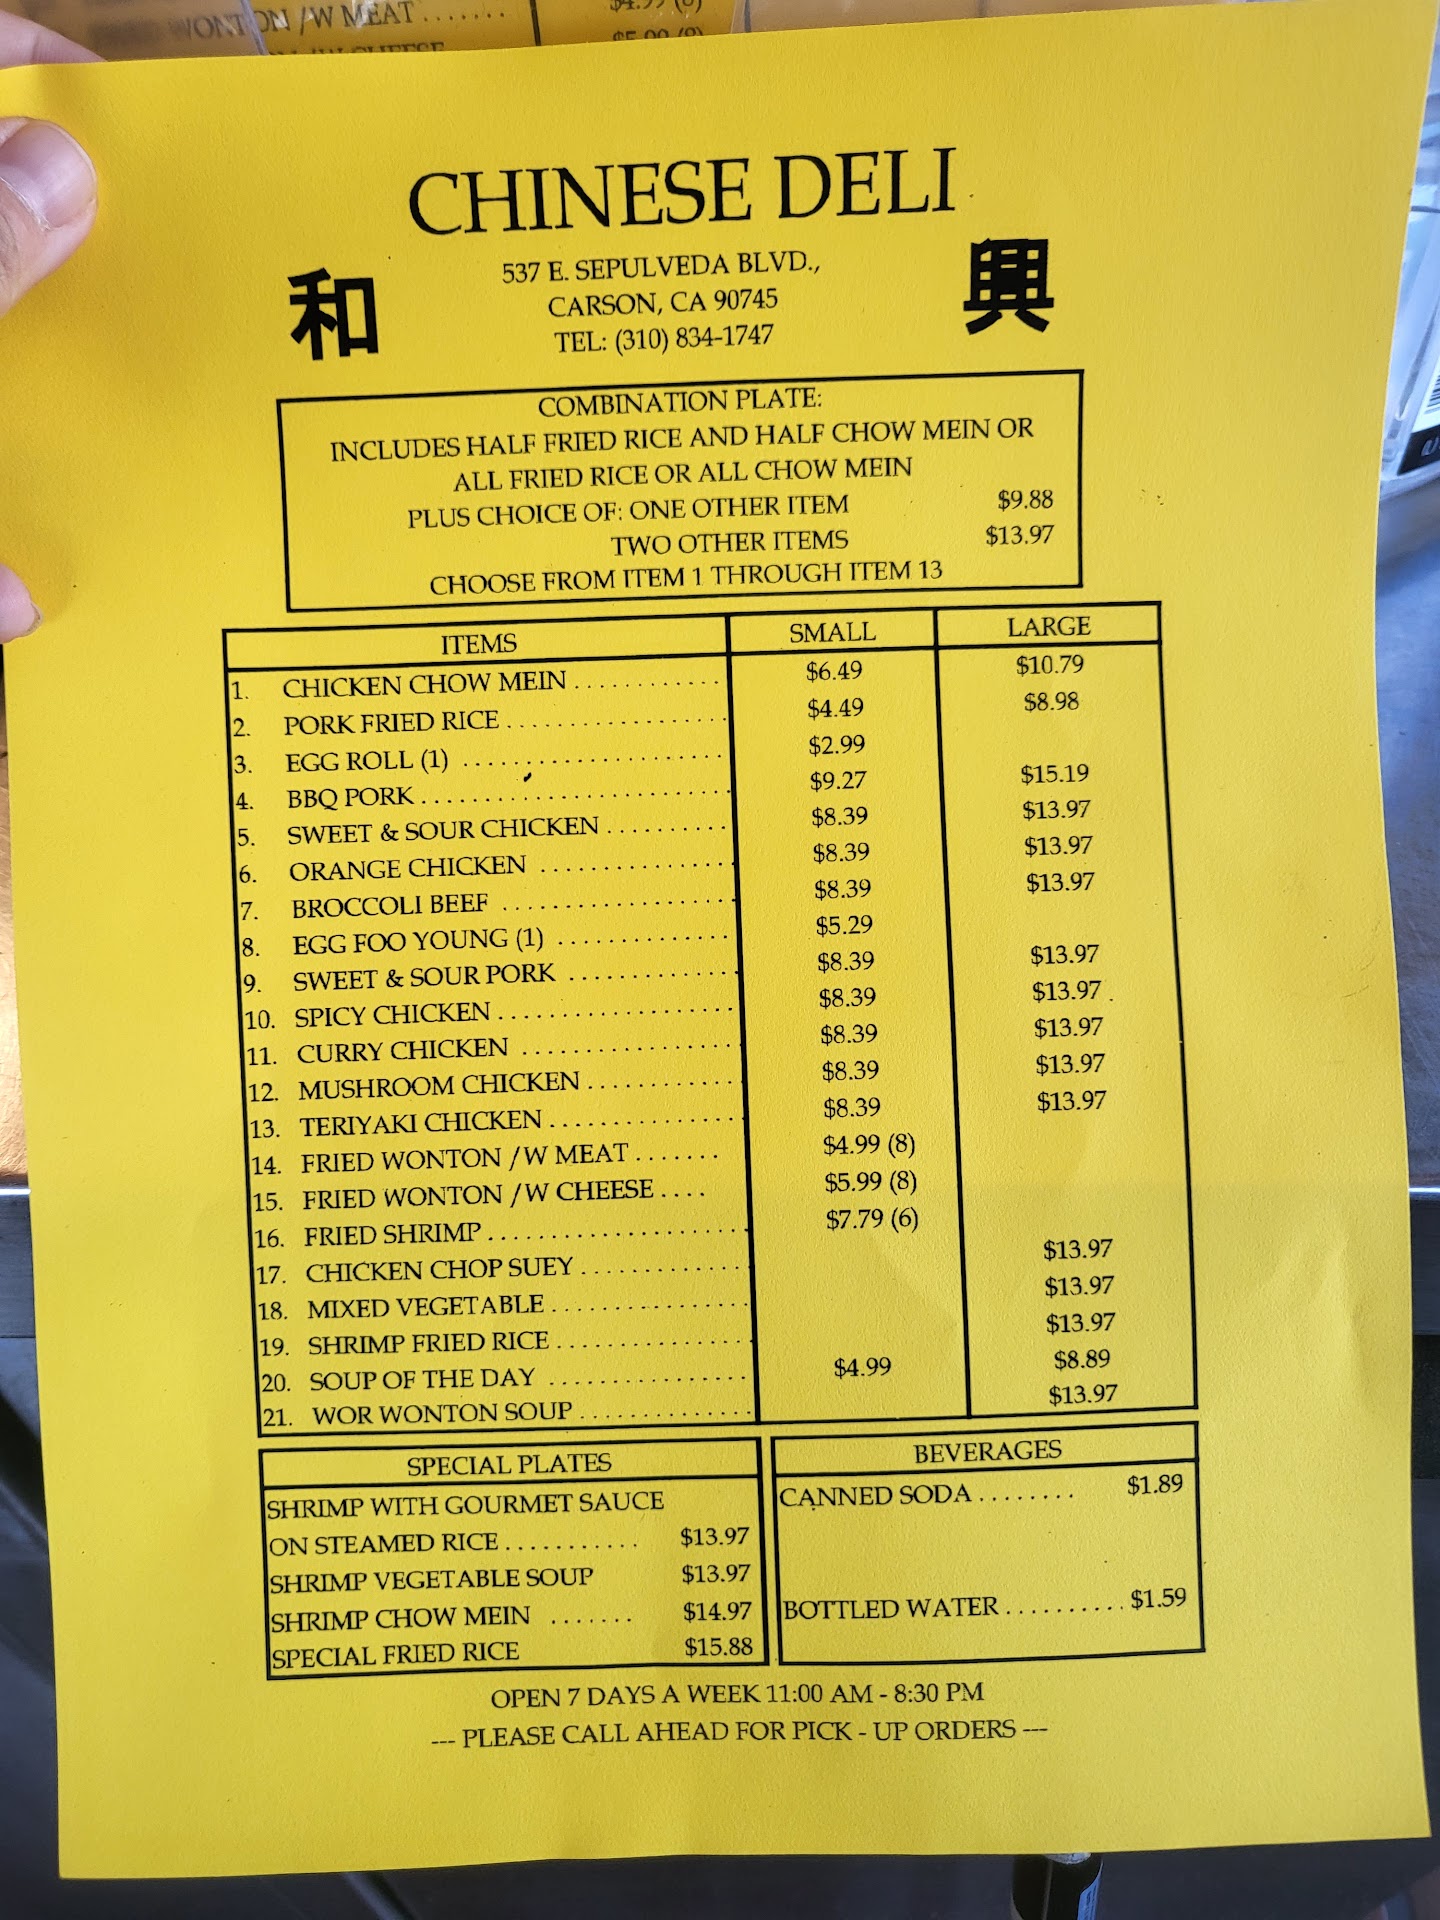 WONTON /W MEAT ....... $4.99 (8)
/W CHEESE $5.99 (8)
CHINESE DELI
和 興
537 E. SEPULVEDA BLVD.,
CARSON, CA 90745
TEL: (310) 834-1747
COMBINATION PLATE:
INCLUDES HALF FRIED RICE AND HALF CHOW MEIN OR
ALL FRIED RICE OR ALL CHOW MEIN
PLUS CHOICE OF: ONE OTHER ITEM $9.88
TWO OTHER ITEMS $13.97
CHOOSE FROM ITEM 1 THROUGH ITEM 13
ITEMS SMALL LARGE
1. CHICKEN CHOW MEIN ............ $6.49 $10.79
2. PORK FRIED RICE .................. $4.49 $8.98
3. EGG ROLL (1) ..................... $2.99
4. BBQ PORK ......................... $9.27 $15.19
5. SWEET & SOUR CHICKEN .......... $8.39 $13.97
6. ORANGE CHICKEN ................ $8.39 $13.97
7. BROCCOLI BEEF ................... $8.39 $13.97
8. EGG FOO YOUNG (1) .............. $5.29
9. SWEET & SOUR PORK ............. $8.39 $13.97
10. SPICY CHICKEN ................... $8.39 $13.97
11. CURRY CHICKEN ................. $8.39 $13.97
12. MUSHROOM CHICKEN ............ $8.39 $13.97
13. TERIYAKI CHICKEN ............... $8.39 $13.97
14. FRIED WONTON /W MEAT ....... $4.99 (8)
15. FRIED WONTON /W CHEESE .... $5.99 (8)
16. FRIED SHRIMP ..................... $7.79 (6)
17. CHICKEN CHOP SUEY ............. $13.97
18. MIXED VEGETABLE ................ $13.97
19. SHRIMP FRIED RICE ................ $13.97
20. SOUP OF THE DAY ................ $4.99 $8.89
21. WOR WONTON SOUP .............. $13.97
SPECIAL PLATES
SHRIMP WITH GOURMET SAUCE
ON STEAMED RICE ........... $13.97
SHRIMP VEGETABLE SOUP $13.97
SHRIMP CHOW MEIN ....... $14.97
SPECIAL FRIED RICE $15.88
BEVERAGES
CANNED SODA ........ $1.89
BOTTLED WATER .......... $1.59
OPEN 7 DAYS A WEEK 11:00 AM - 8:30 PM
--- PLEASE CALL AHEAD FOR PICK - UP ORDERS ---